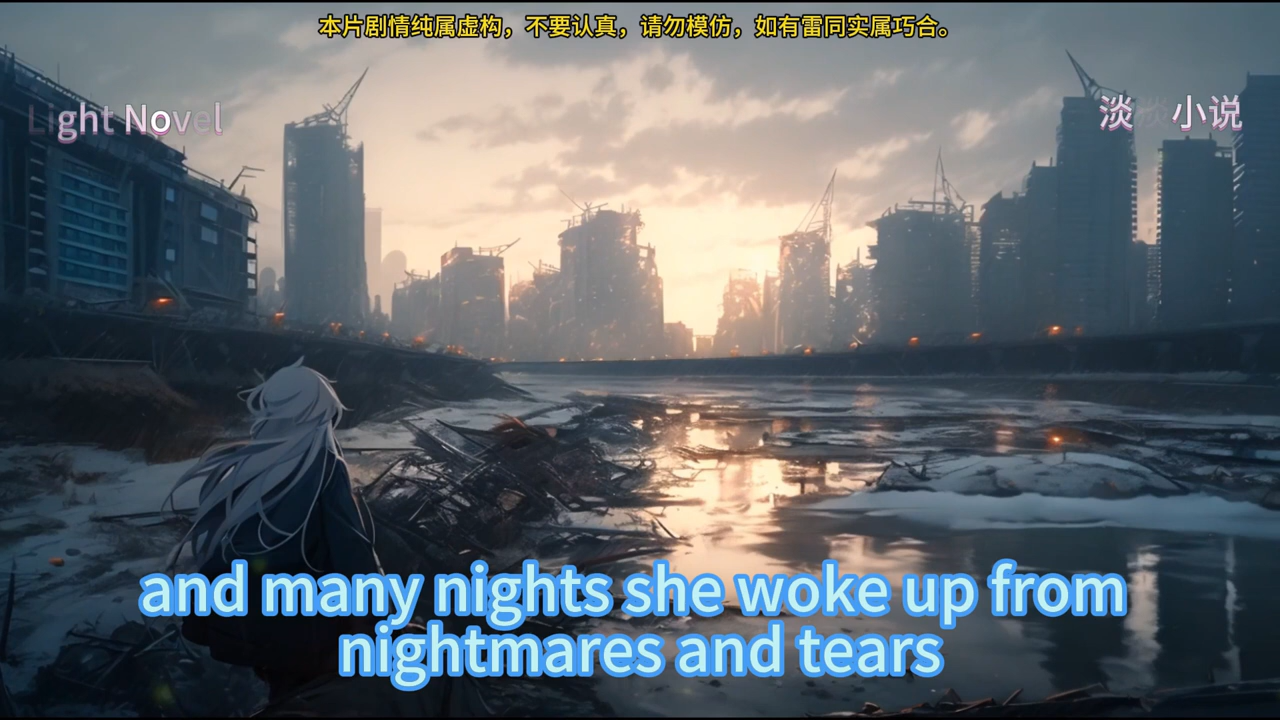 本片剧情纯属虚构，不要认真，请勿模仿，如有雷同实属巧合。
Light Novel
淡淡小说
and many nights she woke up from
nightmares and tears